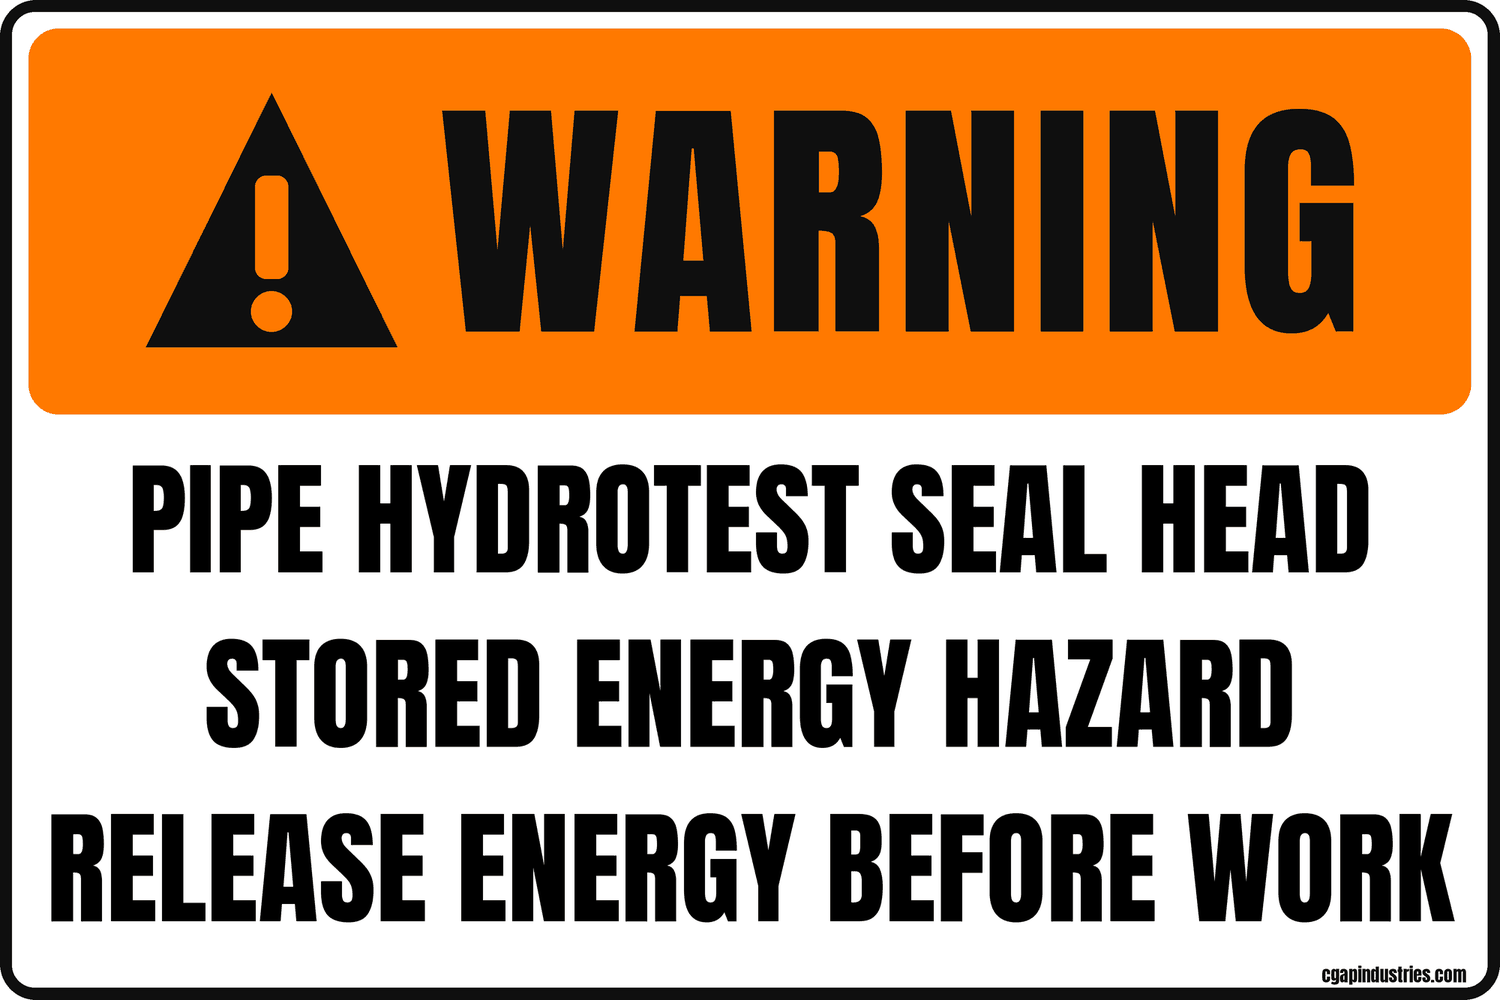 WARNING
PIPE HYDROTEST SEAL HEAD
STORED ENERGY HAZARD
RELEASE ENERGY BEFORE WORK
cgapindustries.com